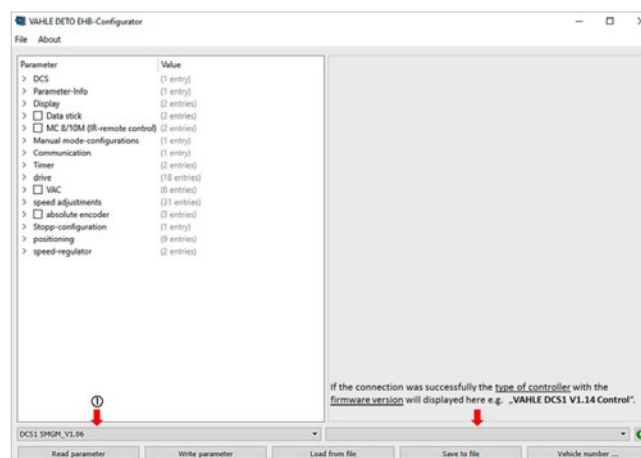 VAHLE DETO EHB-Configurator
File About
Parameter Value
> DCS (1 entry)
> Parameter-Info (1 entry)
> Display (2 entries)
> Data stick (2 entries)
> MC 8/10M (IR-remote control) (2 entries)
> Manual mode-configurations (1 entry)
> Communication (1 entry)
> Timer (2 entries)
> drive (18 entries)
> VAC (6 entries)
> speed adjustments (31 entries)
> absolute encoder (3 entries)
> Stopp-configuration (1 entry)
> positioning (9 entries)
> speed-regulator (2 entries)
If the connection was successfully the type of controller with the
firmware version will displayed here e.g. „VAHLE DCS1 V1.14 Control“.
①
DCS1 SMGM_V1.06
Read parameter Write parameter Load from file Save to file Vehicle number ...